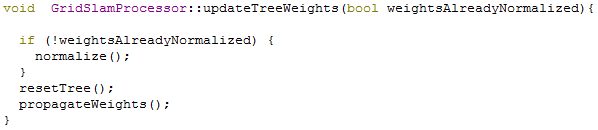 void  GridSlamProcessor::updateTreeWeights(bool weightsAlreadyNormalized){
  if (!weightsAlreadyNormalized) {
    normalize();
  }
  resetTree();
  propagateWeights();
}